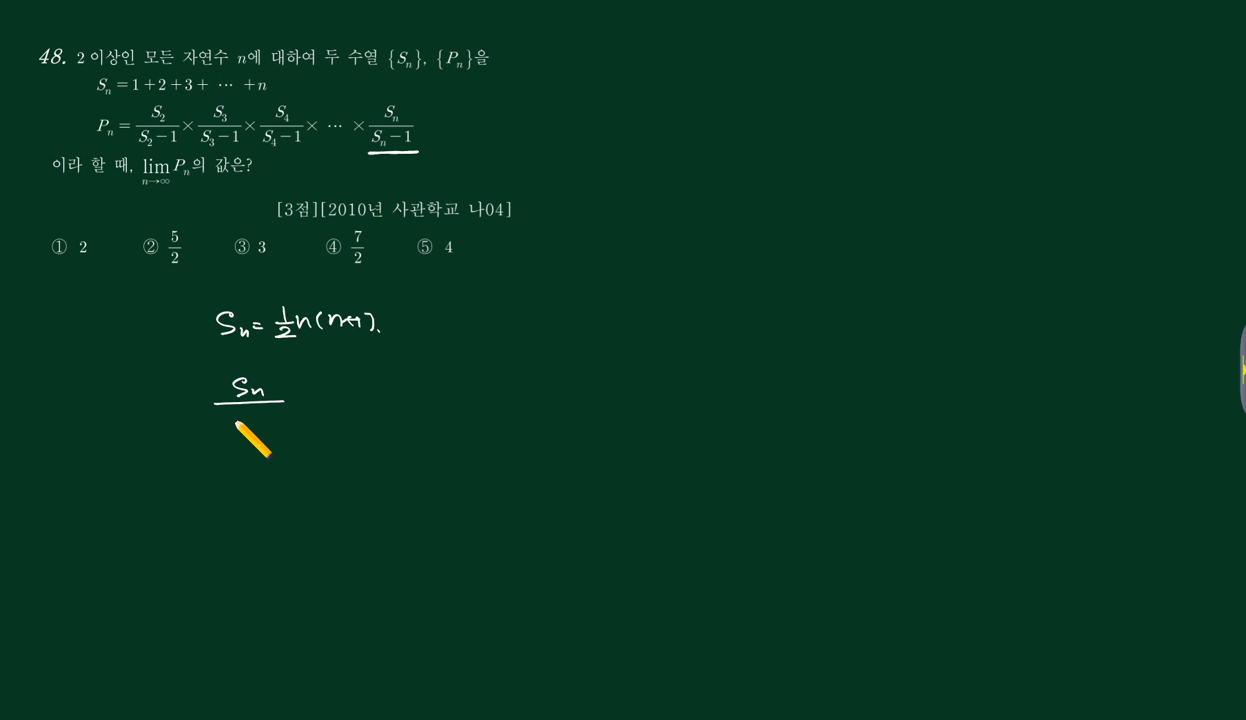 48. 2 이상인 모든 자연수 n에 대하여 두 수열 {Sₙ}, {Pₙ}을
Sₙ = 1+2+3+ ⋯ +n
Pₙ = S₂/(S₂−1) × S₃/(S₃−1) × S₄/(S₄−1) × ⋯ × Sₙ/(Sₙ−1)
이라 할 때, lim n→∞ Pₙ의 값은?
[3점][2010년 사관학교 나04]
① 2 ② 5/2 ③ 3 ④ 7/2 ⑤ 4
Sₙ = 1/2 n(n+1).
Sₙ